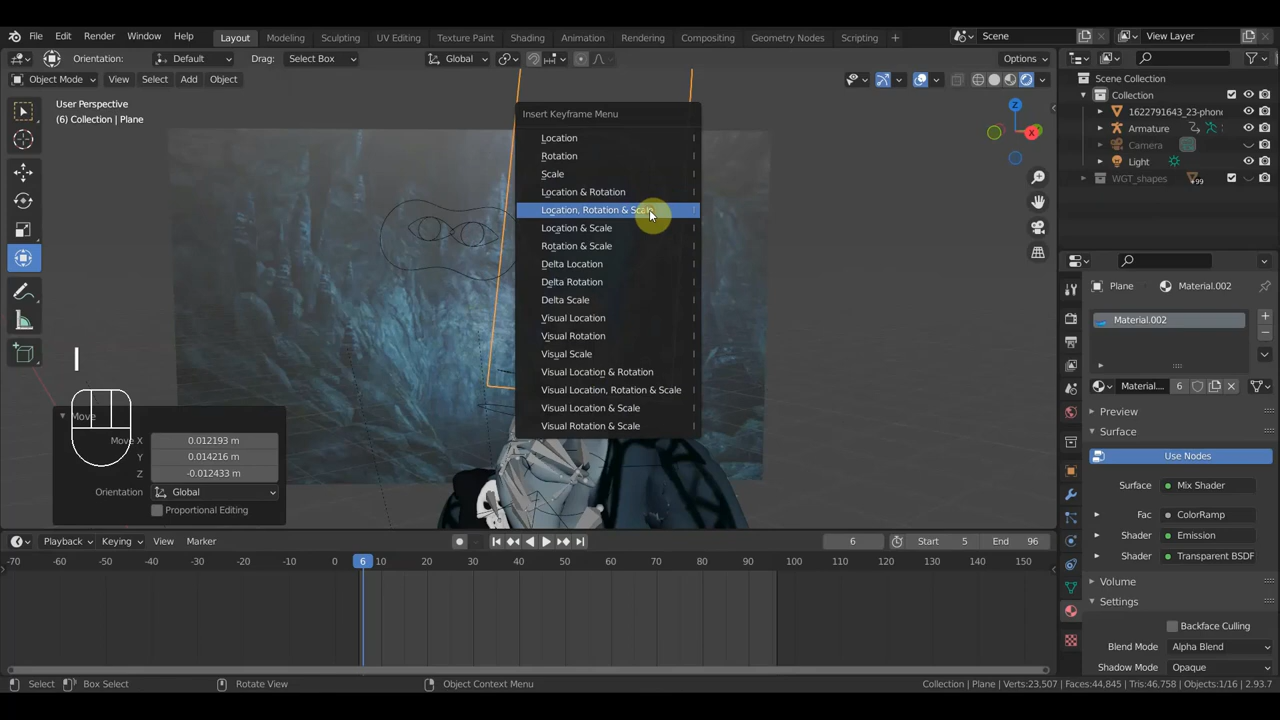 File Edit Render Window Help Layout Modeling Sculpting UV Editing Texture Paint Shading Animation Rendering Compositing Geometry Nodes Scripting + Scene View Layer
Orientation: Default Drag: Select Box Global Options
Object Mode View Select Add Object
User Perspective
(6) Collection | Plane
Z
X
Insert Keyframe Menu
Location I
Rotation I
Scale I
Location & Rotation I
Location, Rotation & Scale I
Location & Scale I
Rotation & Scale I
Delta Location I
Delta Rotation I
Delta Scale I
Visual Location I
Visual Rotation I
Visual Scale I
Visual Location & Rotation I
Visual Location, Rotation & Scale I
Visual Location & Scale I
Visual Rotation & Scale I
I
Move
Move X 0.012193 m
Y 0.014216 m
Z -0.012433 m
Orientation Global
Proportional Editing
Scene Collection
Collection
1622791643_23-phono
Armature
Camera
Light
WGT_shapes 99
Plane Material.002
Material.002
Material... 6
Preview
Surface
Use Nodes
Surface Mix Shader
Fac ColorRamp
Shader Emission
Shader Transparent BSDF
Volume
Settings
Backface Culling
Blend Mode Alpha Blend
Shadow Mode Opaque
Playback Keying View Marker 6 Start 5 End 96
-70 -60 -50 -40 -30 -20 -10 0 6 10 20 30 40 50 60 70 80 90 100 110 120 130 140 150
Select Box Select Rotate View Object Context Menu Collection | Plane Verts:23,507 | Faces:44,845 | Tris:46,758 | Objects:1/16 | 2.93.7